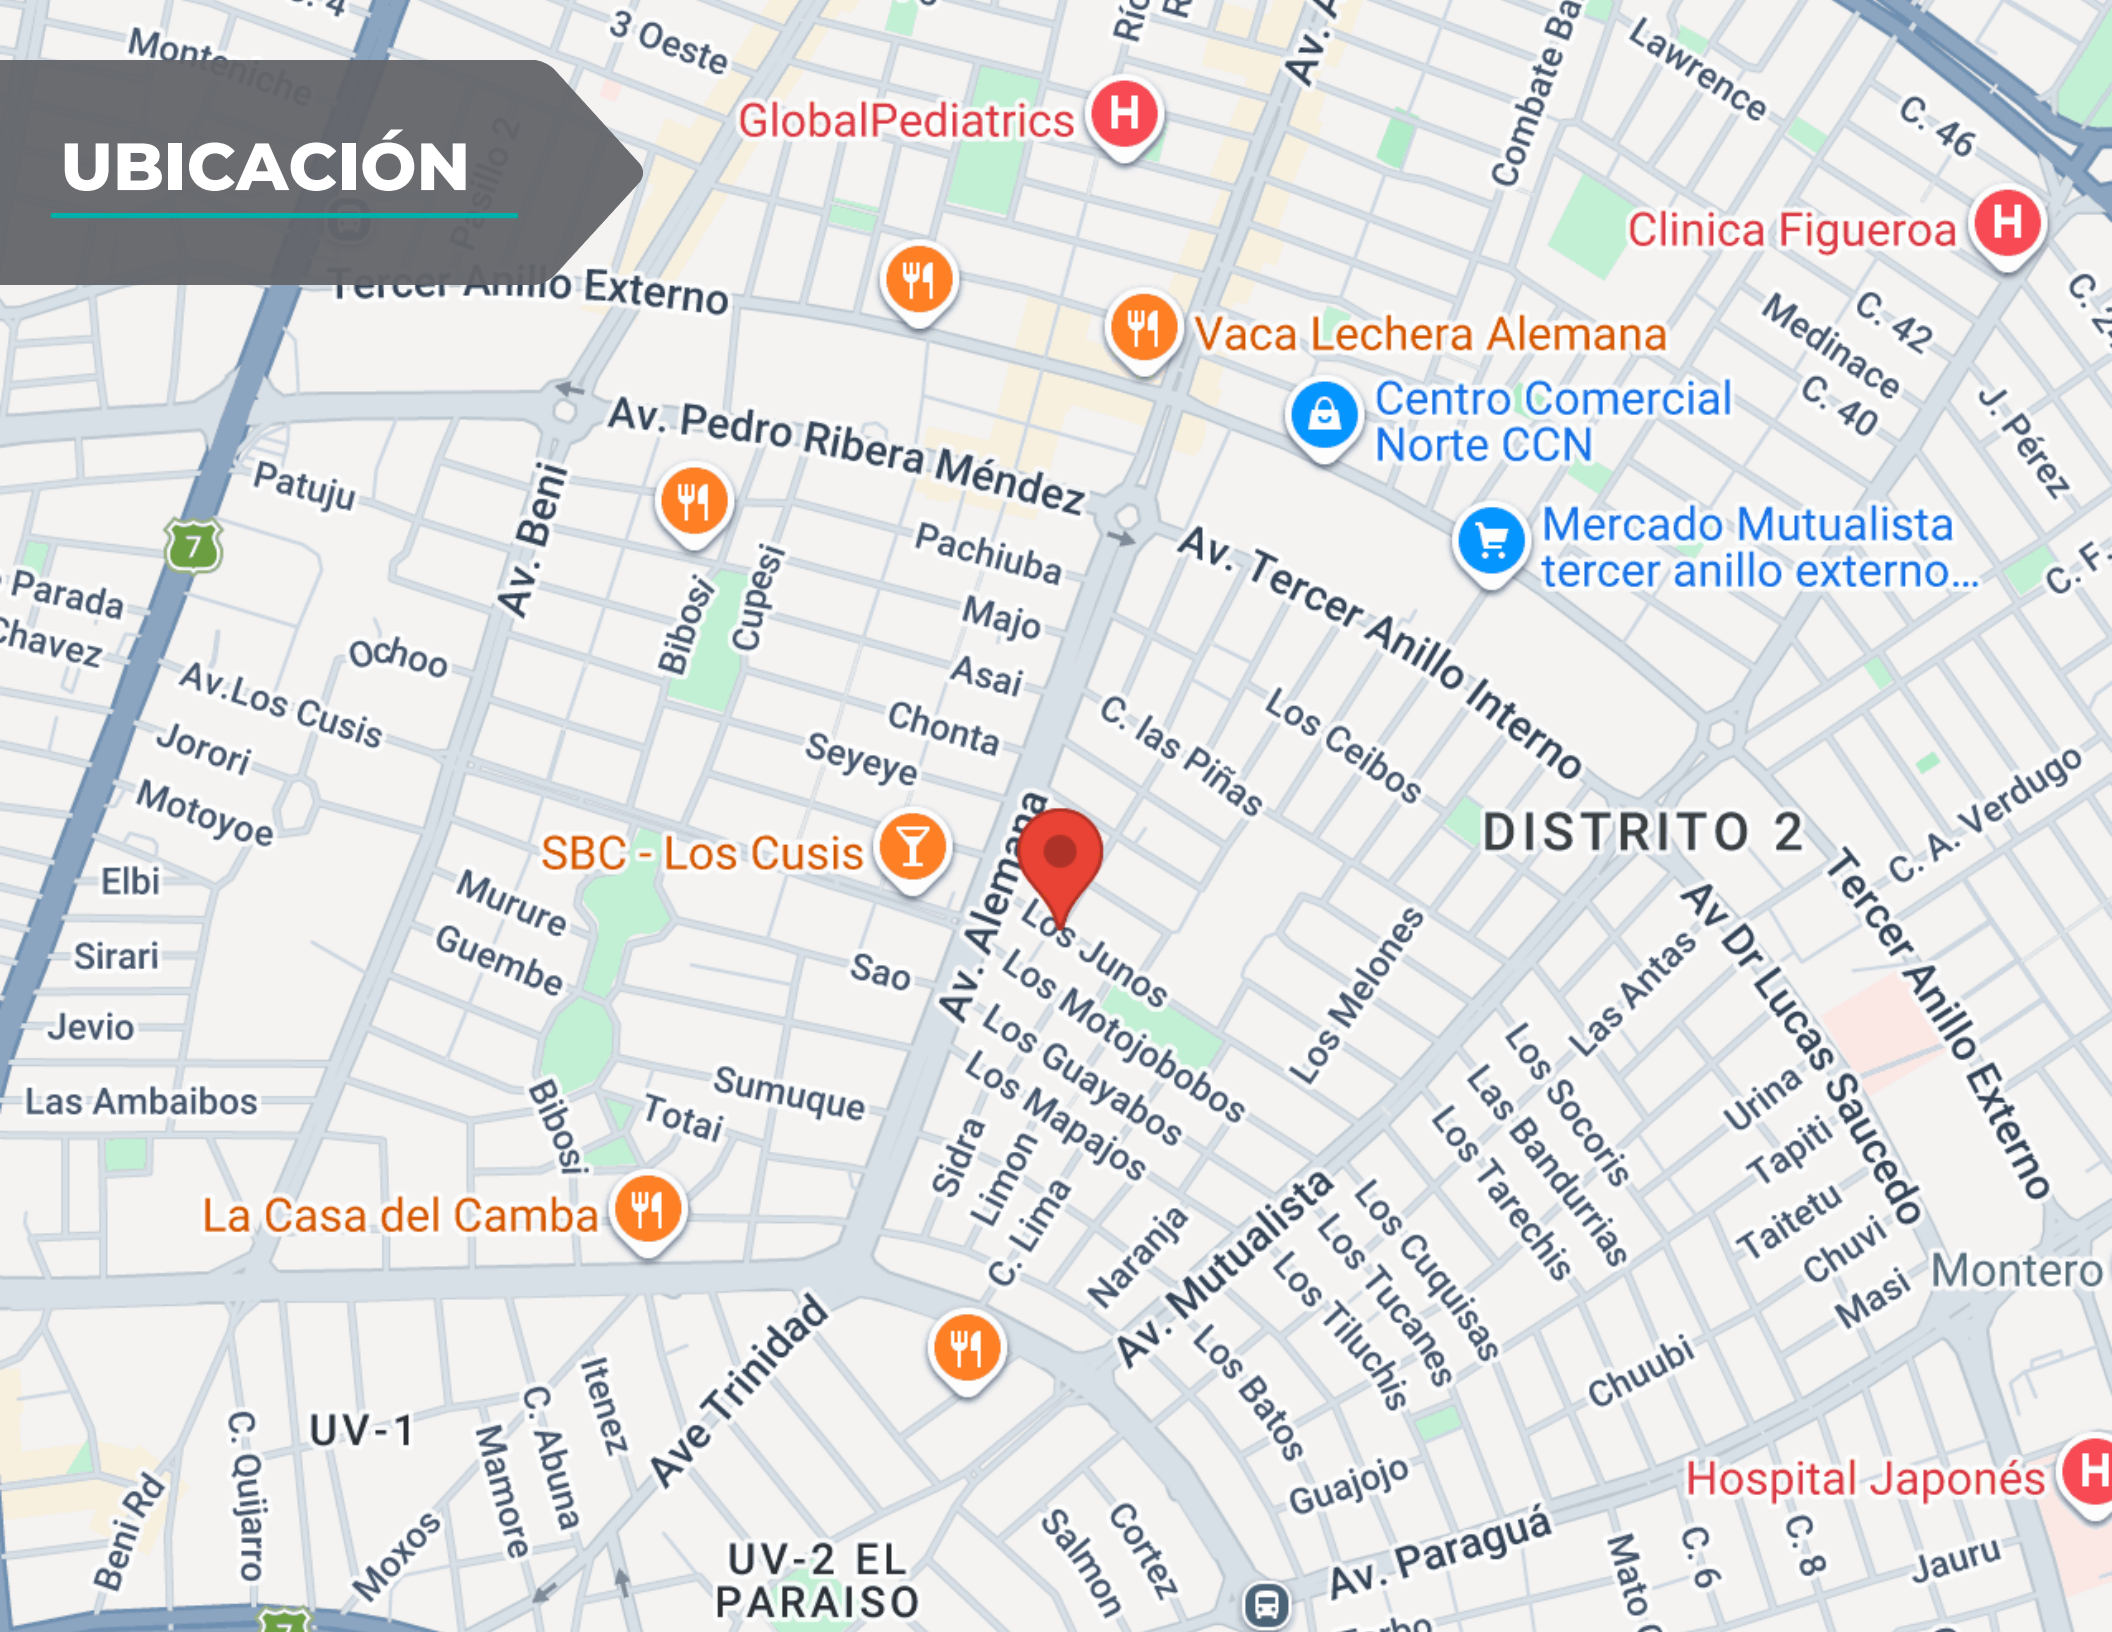 C. 4
Monteniche
3 Oeste
Pasillo 2
UBICACIÓN
GlobalPediatrics
H
Combate Ba
Lawrence
C. 46
Clinica Figueroa
H
Tercer Anillo Externo
Vaca Lechera Alemana
Centro Comercial
Norte CCN
Medinace
C. 42
C. 40
J. Pérez
Av. Pedro Ribera Méndez
Patuju
Av. Beni
7
Parada
Chavez
Bibosi
Cupesi
Pachiuba
Majo
Asai
Chonta
Seyeye
Av. Tercer Anillo Interno
Mercado Mutualista
tercer anillo externo...
C. F.
Ochoo
Av.Los Cusis
Jorori
Motoyoe
C. las Piñas
Los Ceibos
DISTRITO 2
C. A. Verdugo
SBC - Los Cusis
Av. Alemana
Elbi
Sirari
Jevio
Las Ambaibos
Murure
Guembe
Sao
Los Junos
Los Motojobobos
Los Guayabos
Los Mapajos
Los Melones
Las Antas
Av Dr Lucas Saucedo
Tercer Anillo Externo
Los Socoris
Las Bandurrias
Los Tarechis
Urina
Tapiti
Taitetu
Chuvi
Masi
Montero
Bibosi
Totai
Sumuque
Sidra
Limon
C. Lima
Naranja
La Casa del Camba
Av. Mutualista
Los Cuquisas
Los Tucanes
Los Tiluchis
Los Batos
Chuubi
Guajojo
Ave Trinidad
Itenez
C. Abuna
Mamore
UV-1
C. Quijarro
Beni Rd
Moxos
UV-2 EL
PARAISO
Salmon
Cortez
Av. Paraguá
Hospital Japonés
H
Mato
C. 6
C. 8
Jauru
7